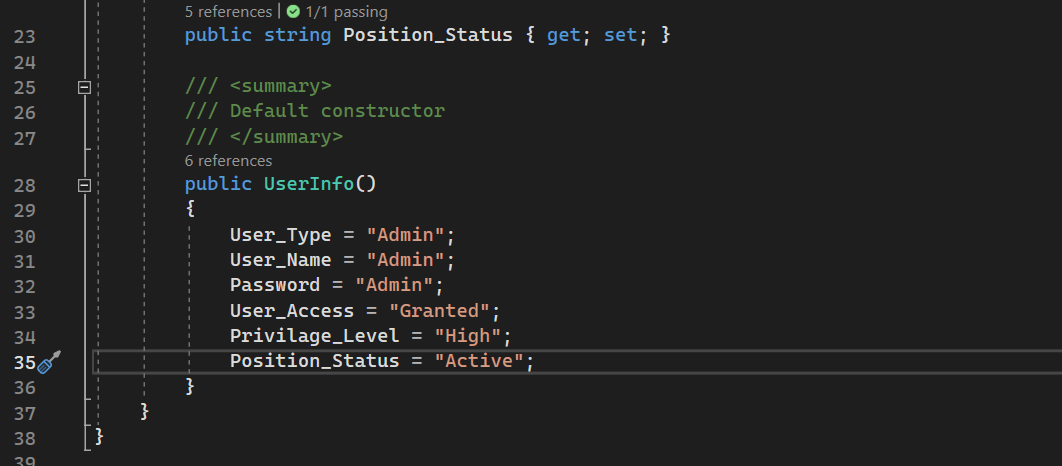 5 references | 1/1 passing
23 public string Position_Status { get; set; }
24
25 /// <summary>
26 /// Default constructor
27 /// </summary>
6 references
28 public UserInfo()
29 {
30 User_Type = "Admin";
31 User_Name = "Admin";
32 Password = "Admin";
33 User_Access = "Granted";
34 Privilage_Level = "High";
35 Position_Status = "Active";
36 }
37 }
38 }
39